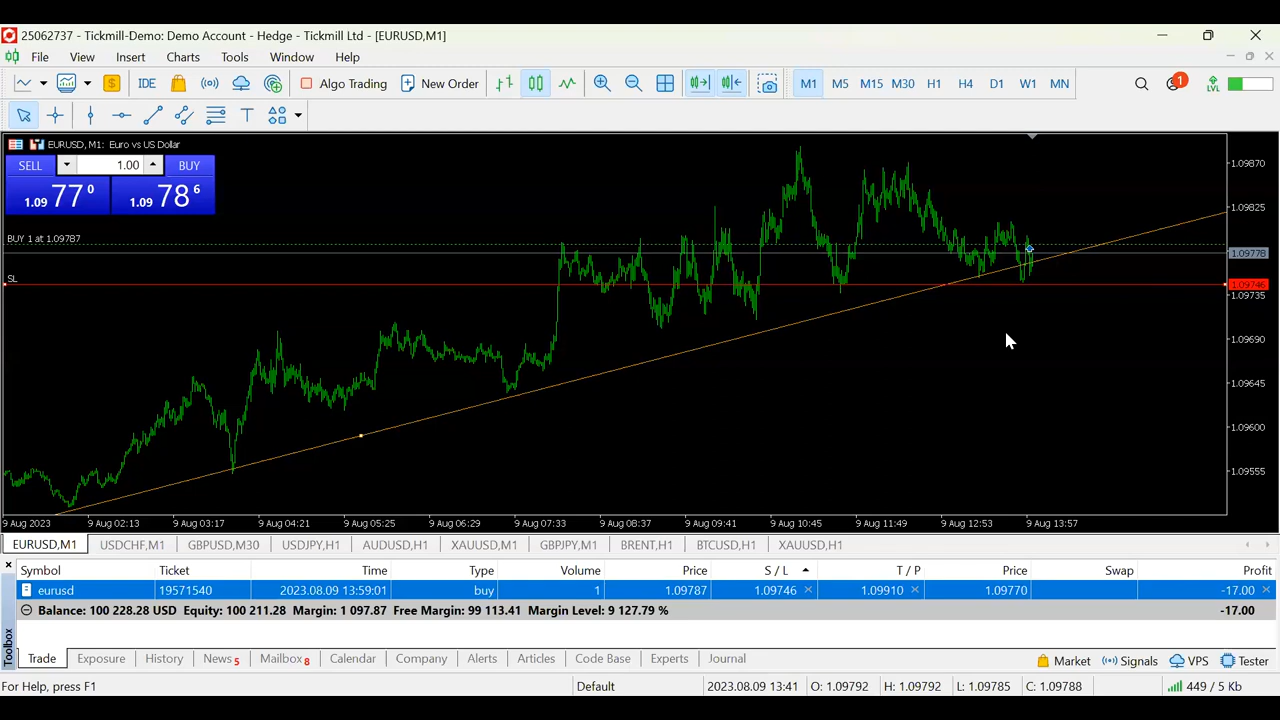 25062737 - Tickmill-Demo: Demo Account - Hedge - Tickmill Ltd - [EURUSD,M1]
File View Insert Charts Tools Window Help
$ IDE Algo Trading New Order M1 M5 M15 M30 H1 H4 D1 W1 MN 1 LVL
T
EURUSD, M1: Euro vs US Dollar
SELL 1.00 BUY
1.09 77 0 1.09 78 6
BUY 1 at 1.09787
SL
1.09870
1.09825
1.09778
1.09746
1.09735
1.09690
1.09645
1.09600
1.09555
9 Aug 2023 9 Aug 02:13 9 Aug 03:17 9 Aug 04:21 9 Aug 05:25 9 Aug 06:29 9 Aug 07:33 9 Aug 08:37 9 Aug 09:41 9 Aug 10:45 9 Aug 11:49 9 Aug 12:53 9 Aug 13:57
EURUSD,M1 USDCHF,M1 GBPUSD,M30 USDJPY,H1 AUDUSD,H1 XAUUSD,M1 GBPJPY,M1 BRENT,H1 BTCUSD,H1 XAUUSD,H1
Symbol Ticket Time Type Volume Price S / L T / P Price Swap Profit
eurusd 19571540 2023.08.09 13:59:01 buy 1 1.09787 1.09746 1.09910 1.09770 -17.00
Balance: 100 228.28 USD Equity: 100 211.28 Margin: 1 097.87 Free Margin: 99 113.41 Margin Level: 9 127.79 % -17.00
Toolbox
Trade Exposure History News 5 Mailbox 8 Calendar Company Alerts Articles Code Base Experts Journal Market Signals VPS Tester
For Help, press F1 Default 2023.08.09 13:41 O: 1.09792 H: 1.09792 L: 1.09785 C: 1.09788 449 / 5 Kb